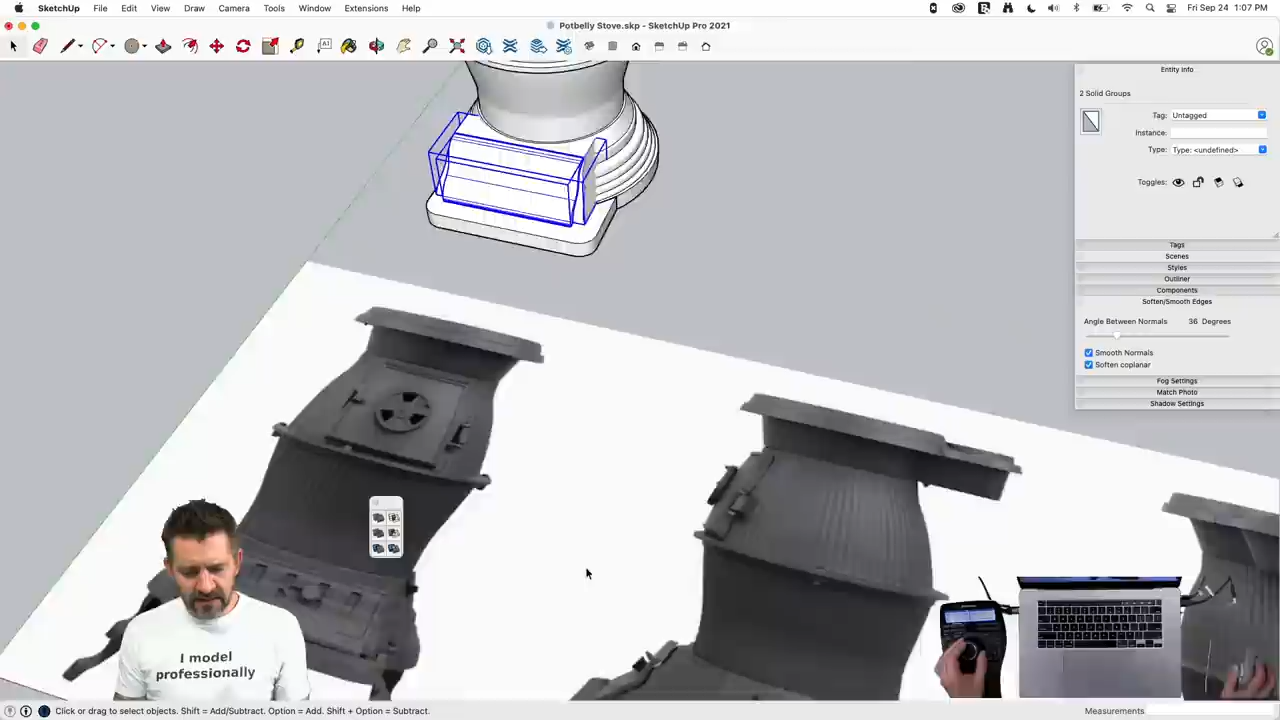 SketchUp File Edit View Draw Camera Tools Window Extensions Help Fri Sep 24 1:07 PM
Potbelly Stove.skp - SketchUp Pro 2021
Entity Info
2 Solid Groups
Tag: Untagged
Instance:
Type: Type: <undefined>
Toggles:
Tags
Scenes
Styles
Outliner
Components
Soften/Smooth Edges
Angle Between Normals 36 Degrees
Smooth Normals
Soften coplanar
Fog Settings
Match Photo
Shadow Settings
I model
professionally
Click or drag to select objects. Shift = Add/Subtract. Option = Add. Shift + Option = Subtract. Measurements